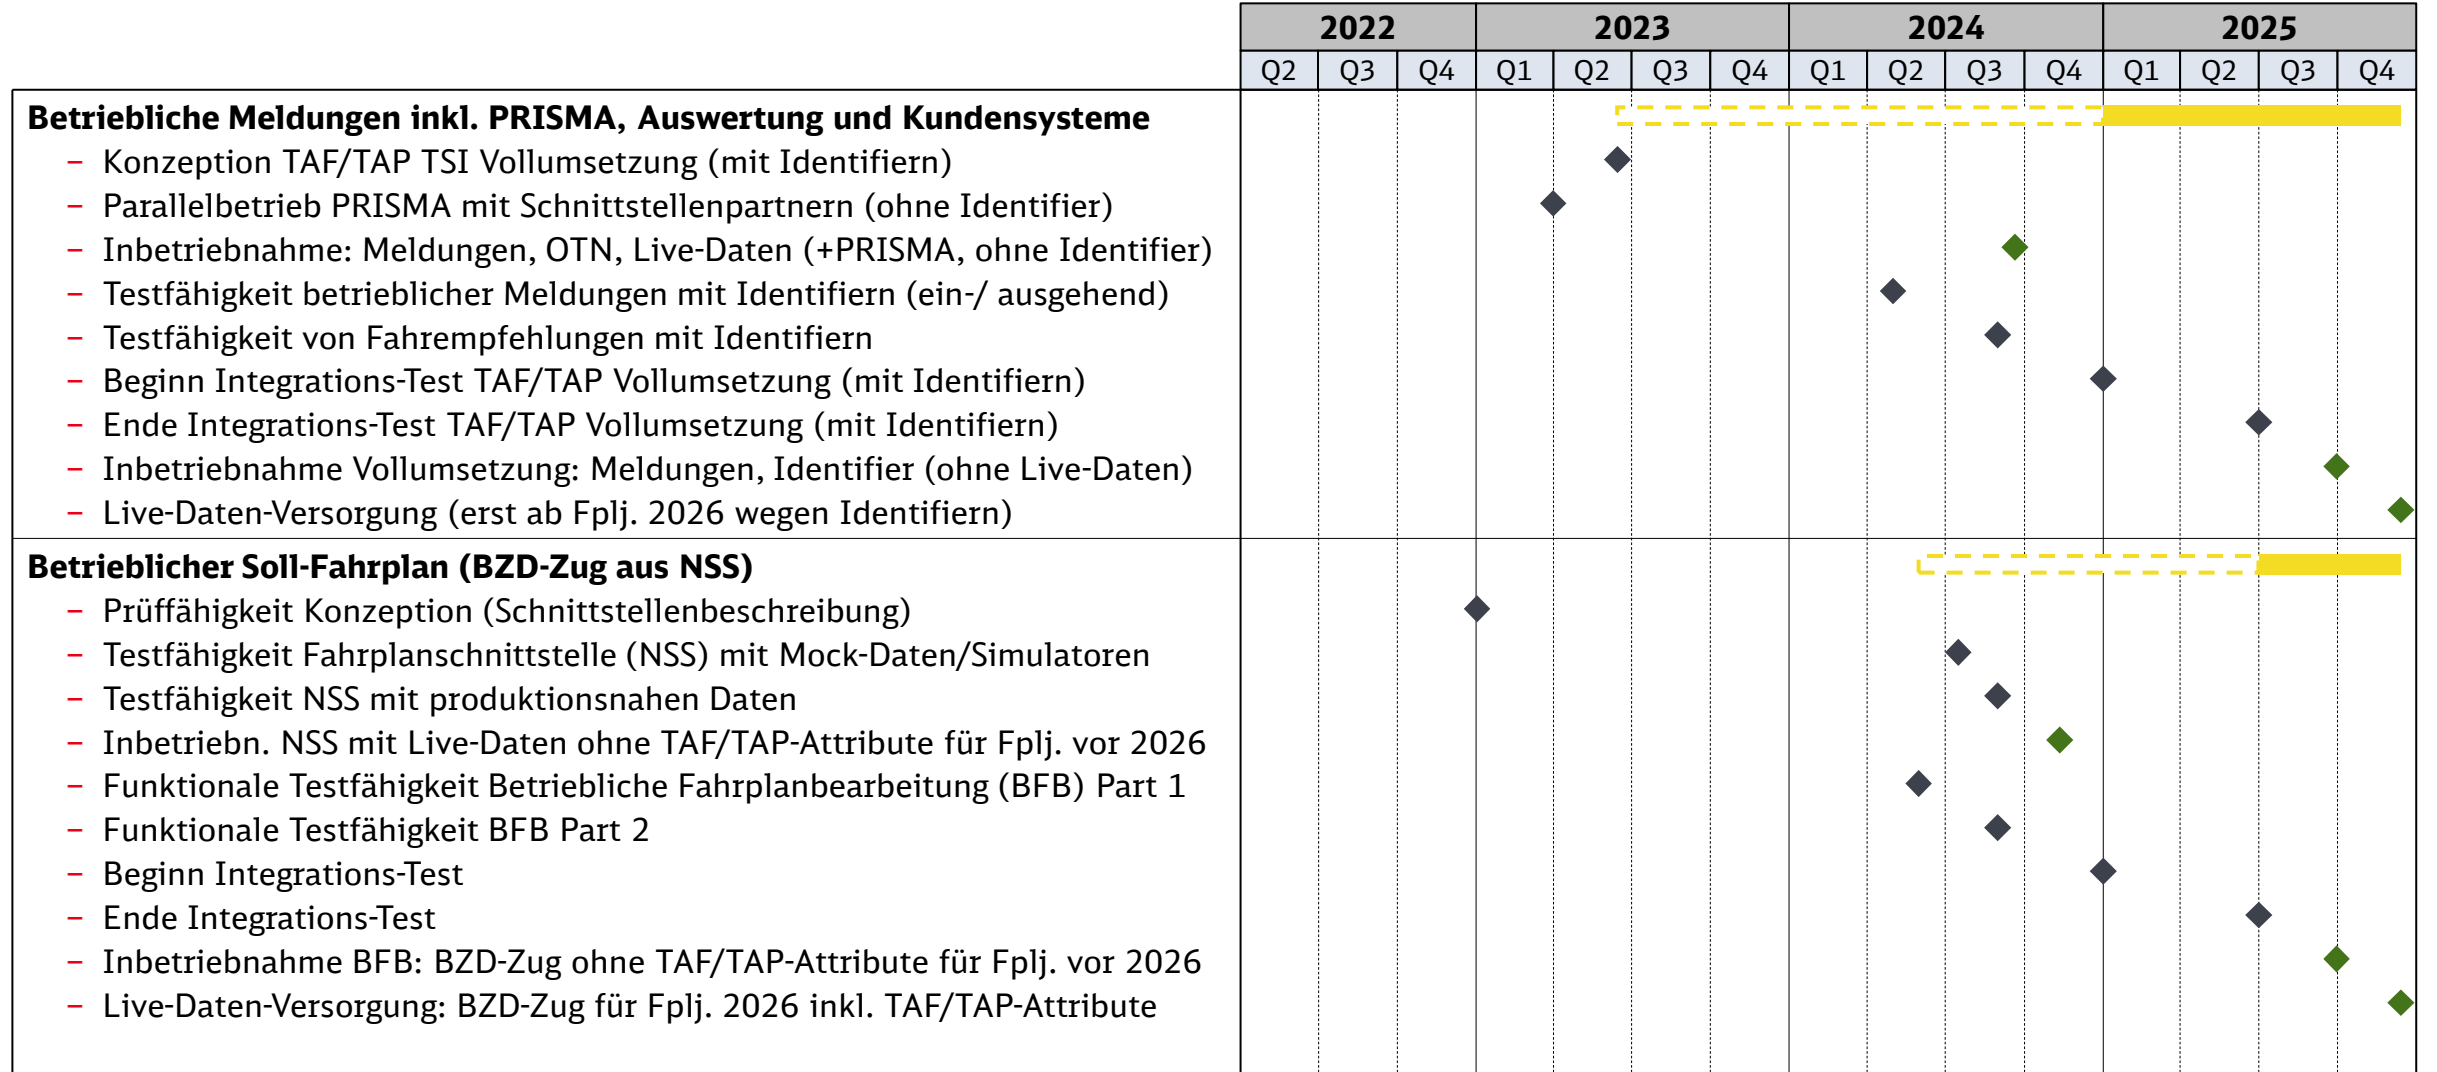 2022 2023 2024 2025
Q2 Q3 Q4 Q1 Q2 Q3 Q4 Q1 Q2 Q3 Q4 Q1 Q2 Q3 Q4
Betriebliche Meldungen inkl. PRISMA, Auswertung und Kundensysteme
– Konzeption TAF/TAP TSI Vollumsetzung (mit Identifiern)
– Parallelbetrieb PRISMA mit Schnittstellenpartnern (ohne Identifier)
– Inbetriebnahme: Meldungen, OTN, Live-Daten (+PRISMA, ohne Identifier)
– Testfähigkeit betrieblicher Meldungen mit Identifiern (ein-/ ausgehend)
– Testfähigkeit von Fahrempfehlungen mit Identifiern
– Beginn Integrations-Test TAF/TAP Vollumsetzung (mit Identifiern)
– Ende Integrations-Test TAF/TAP Vollumsetzung (mit Identifiern)
– Inbetriebnahme Vollumsetzung: Meldungen, Identifier (ohne Live-Daten)
– Live-Daten-Versorgung (erst ab Fplj. 2026 wegen Identifiern)
Betrieblicher Soll-Fahrplan (BZD-Zug aus NSS)
– Prüffähigkeit Konzeption (Schnittstellenbeschreibung)
– Testfähigkeit Fahrplanschnittstelle (NSS) mit Mock-Daten/Simulatoren
– Testfähigkeit NSS mit produktionsnahen Daten
– Inbetriebn. NSS mit Live-Daten ohne TAF/TAP-Attribute für Fplj. vor 2026
– Funktionale Testfähigkeit Betriebliche Fahrplanbearbeitung (BFB) Part 1
– Funktionale Testfähigkeit BFB Part 2
– Beginn Integrations-Test
– Ende Integrations-Test
– Inbetriebnahme BFB: BZD-Zug ohne TAF/TAP-Attribute für Fplj. vor 2026
– Live-Daten-Versorgung: BZD-Zug für Fplj. 2026 inkl. TAF/TAP-Attribute